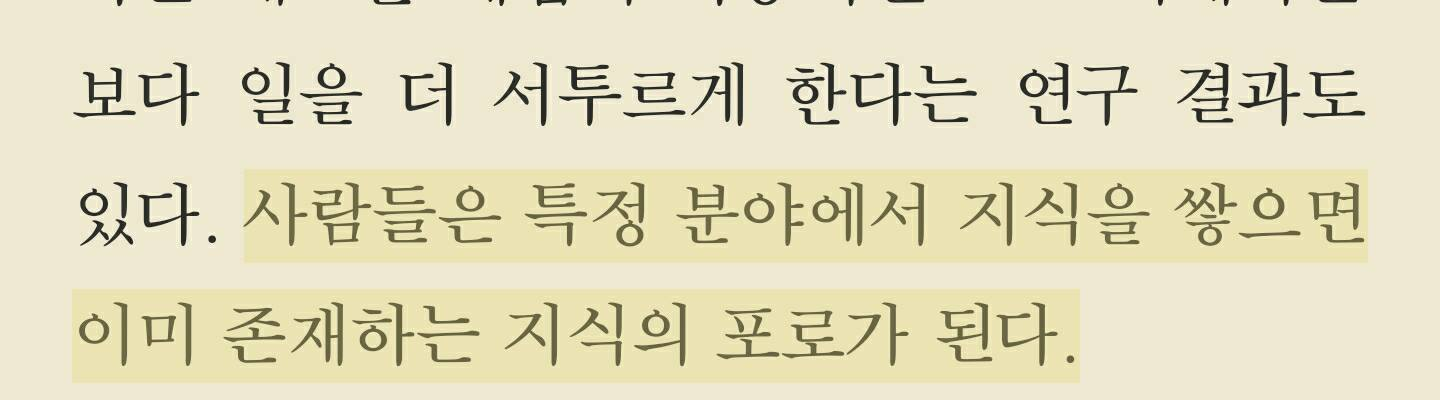 보다 일을 더 서투르게 한다는 연구 결과도
있다. 사람들은 특정 분야에서 지식을 쌓으면
이미 존재하는 지식의 포로가 된다.